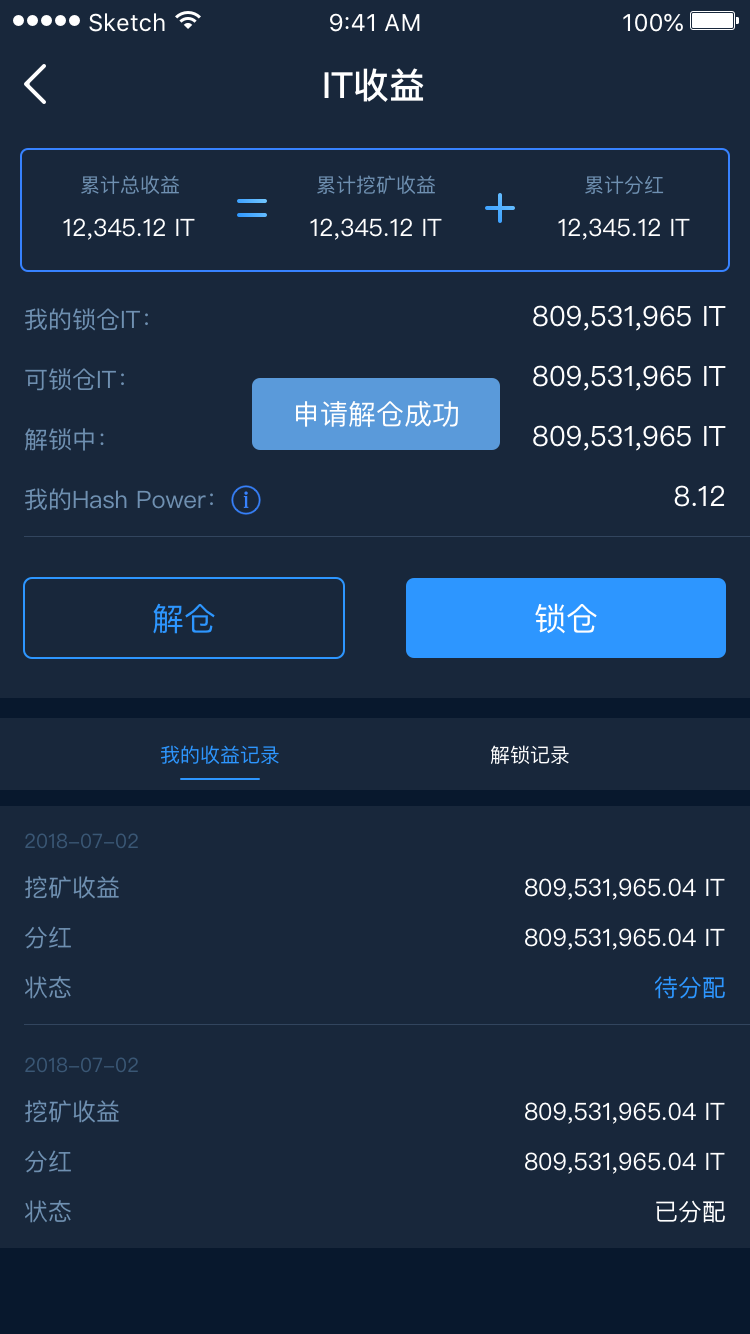 Sketch 9:41 AM 100%
IT收益
累计总收益 累计挖矿收益 累计分红
12,345.12 IT = 12,345.12 IT + 12,345.12 IT
我的锁仓IT： 809,531,965 IT
可锁仓IT： 809,531,965 IT
申请解仓成功
解锁中： 809,531,965 IT
我的Hash Power： i 8.12
解仓 锁仓
我的收益记录 解锁记录
2018-07-02
挖矿收益 809,531,965.04 IT
分红 809,531,965.04 IT
状态 待分配
2018-07-02
挖矿收益 809,531,965.04 IT
分红 809,531,965.04 IT
状态 已分配